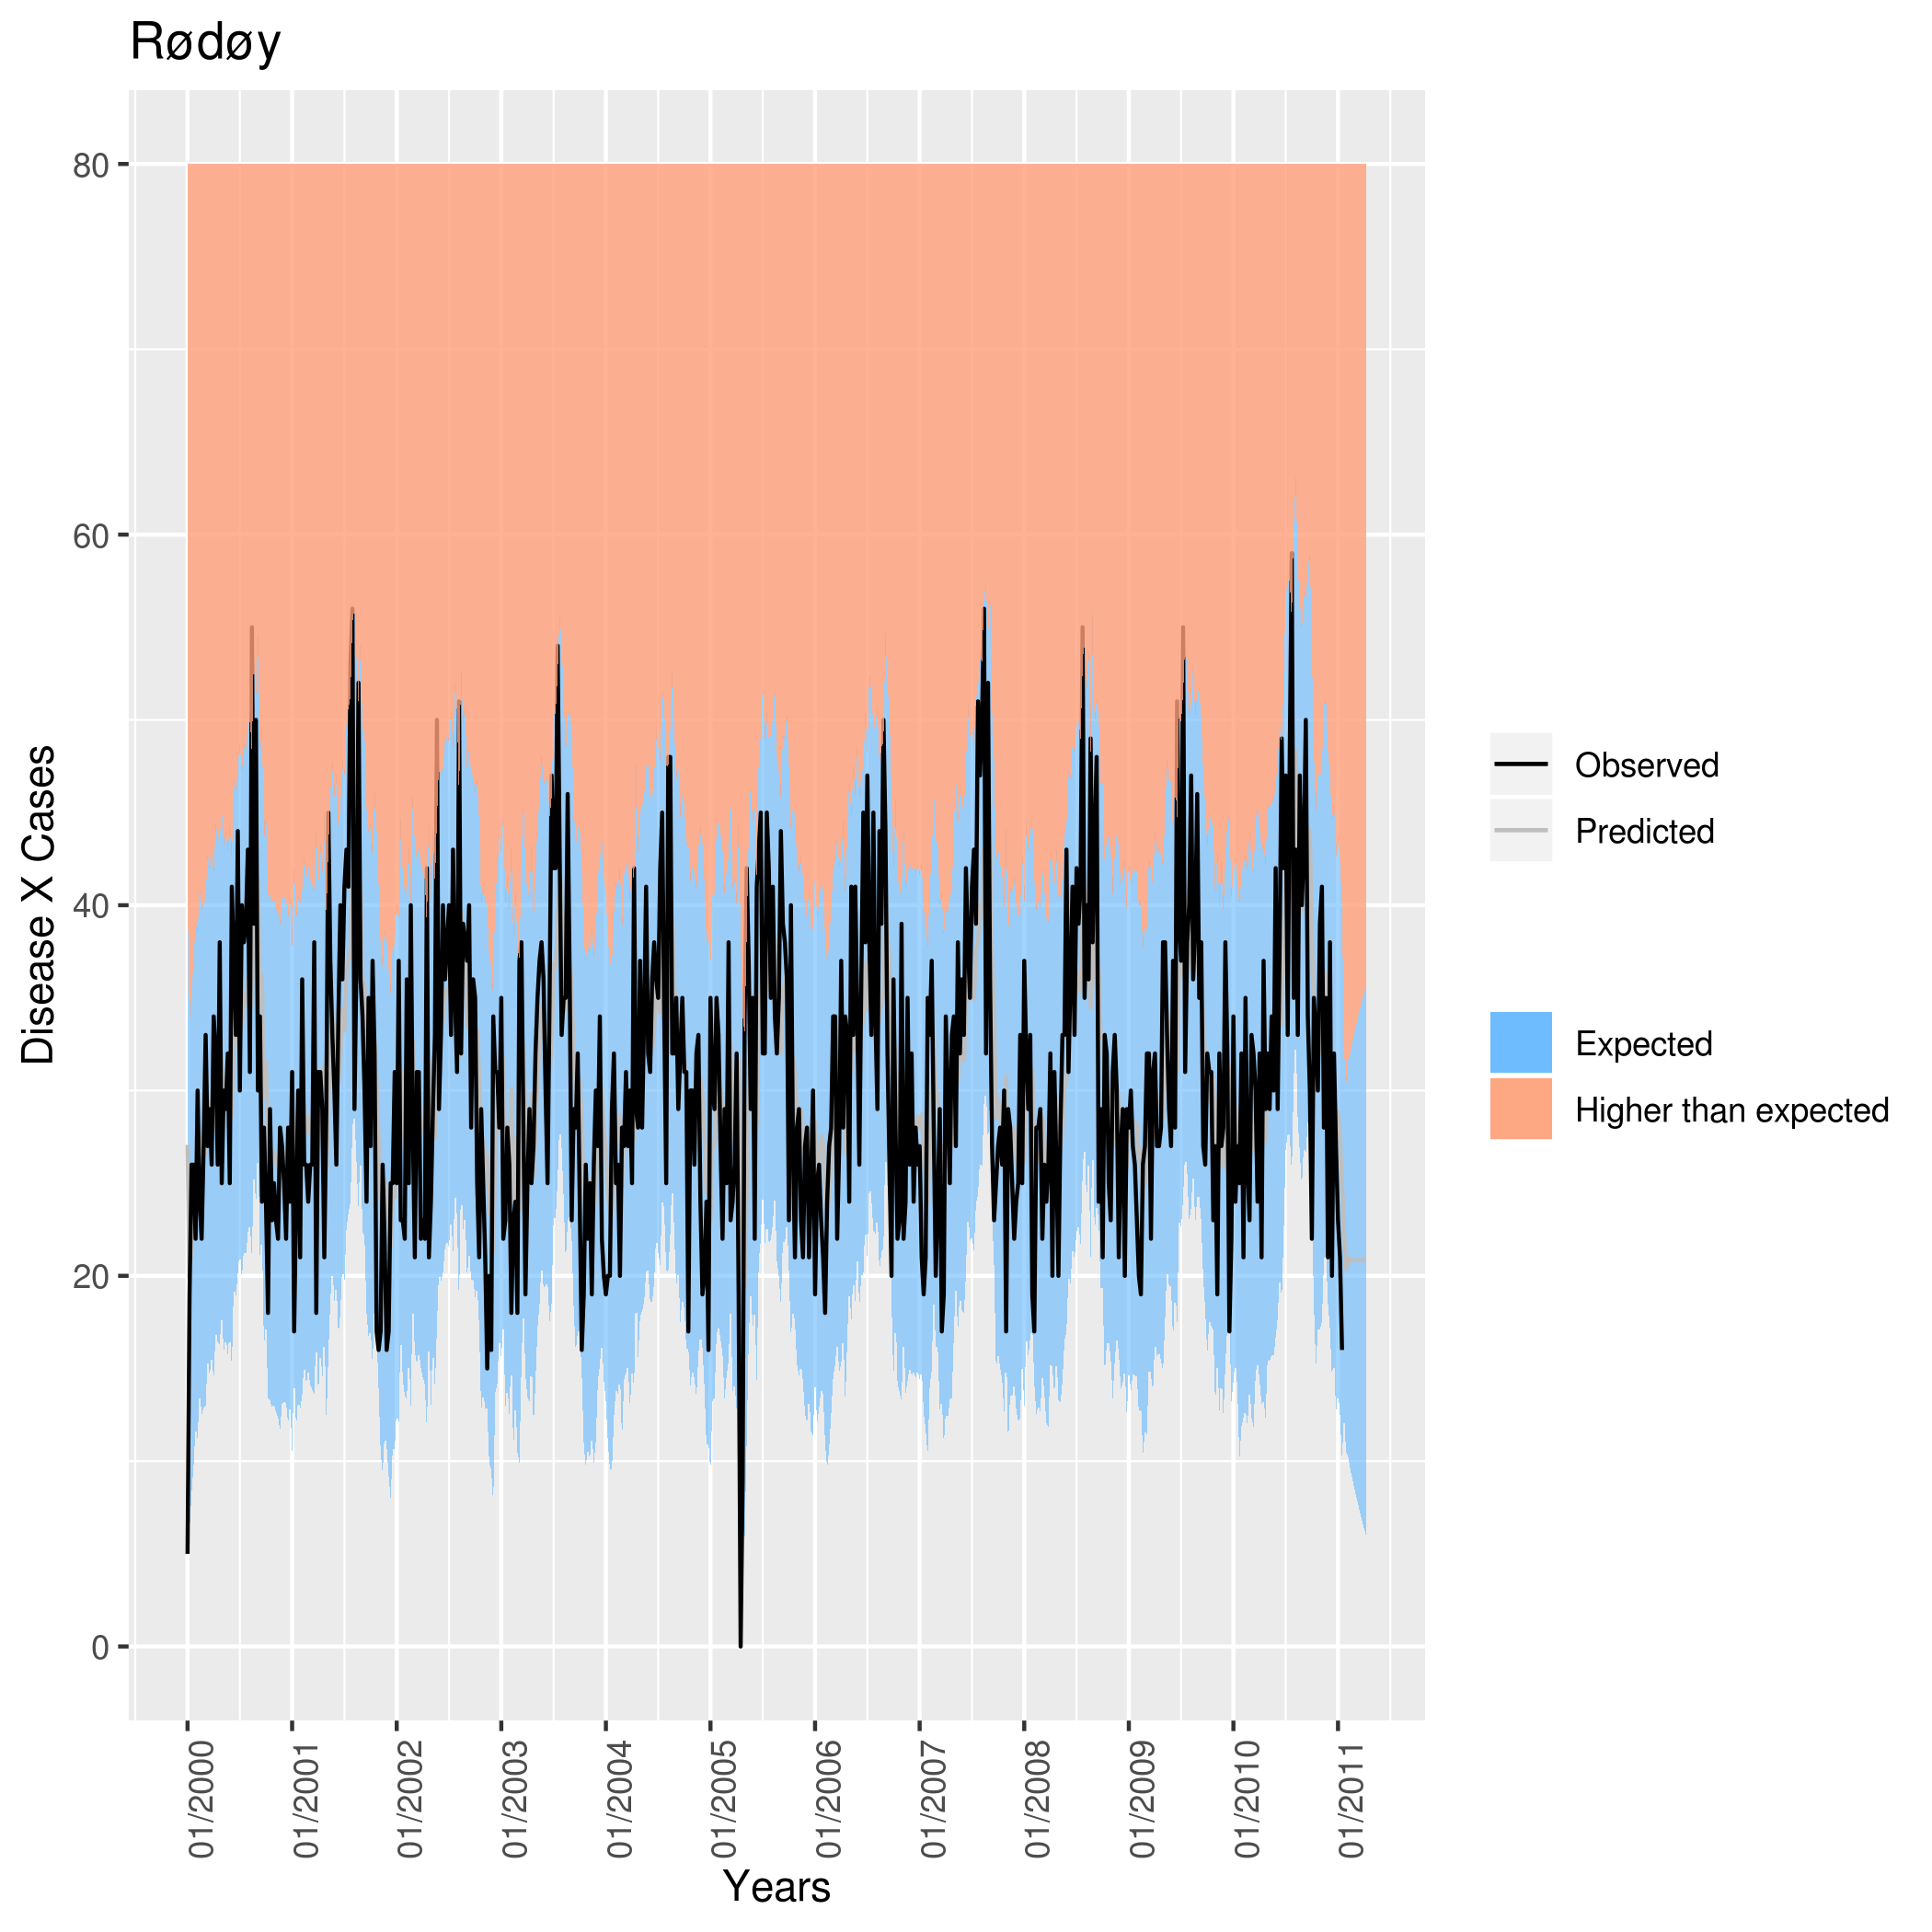 Rødøy
Disease X Cases
80
60
40
20
0
01/2000
01/2001
01/2002
01/2003
01/2004
01/2005
01/2006
01/2007
01/2008
01/2009
01/2010
01/2011
Years
Observed
Predicted
Expected
Higher than expected